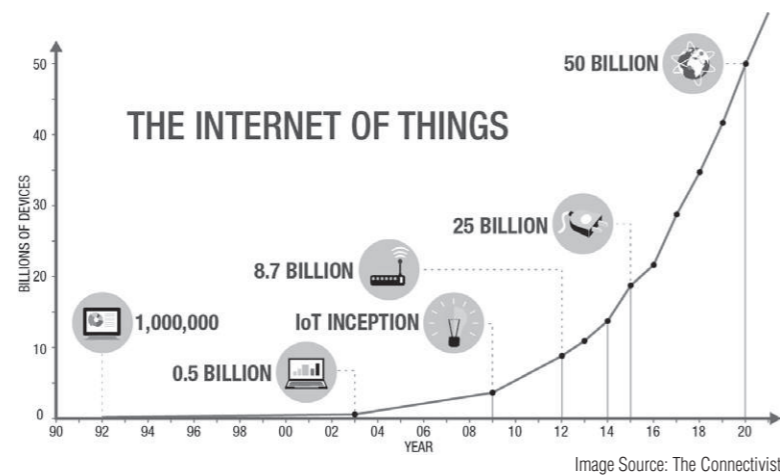 THE INTERNET OF THINGS
BILLIONS OF DEVICES
50
40
30
20
10
0
50 BILLION
25 BILLION
8.7 BILLION
IoT INCEPTION
1,000,000
0.5 BILLION
90 92 94 96 98 00 02 04 06 08 10 12 14 16 18 20
YEAR
Image Source: The Connectivist